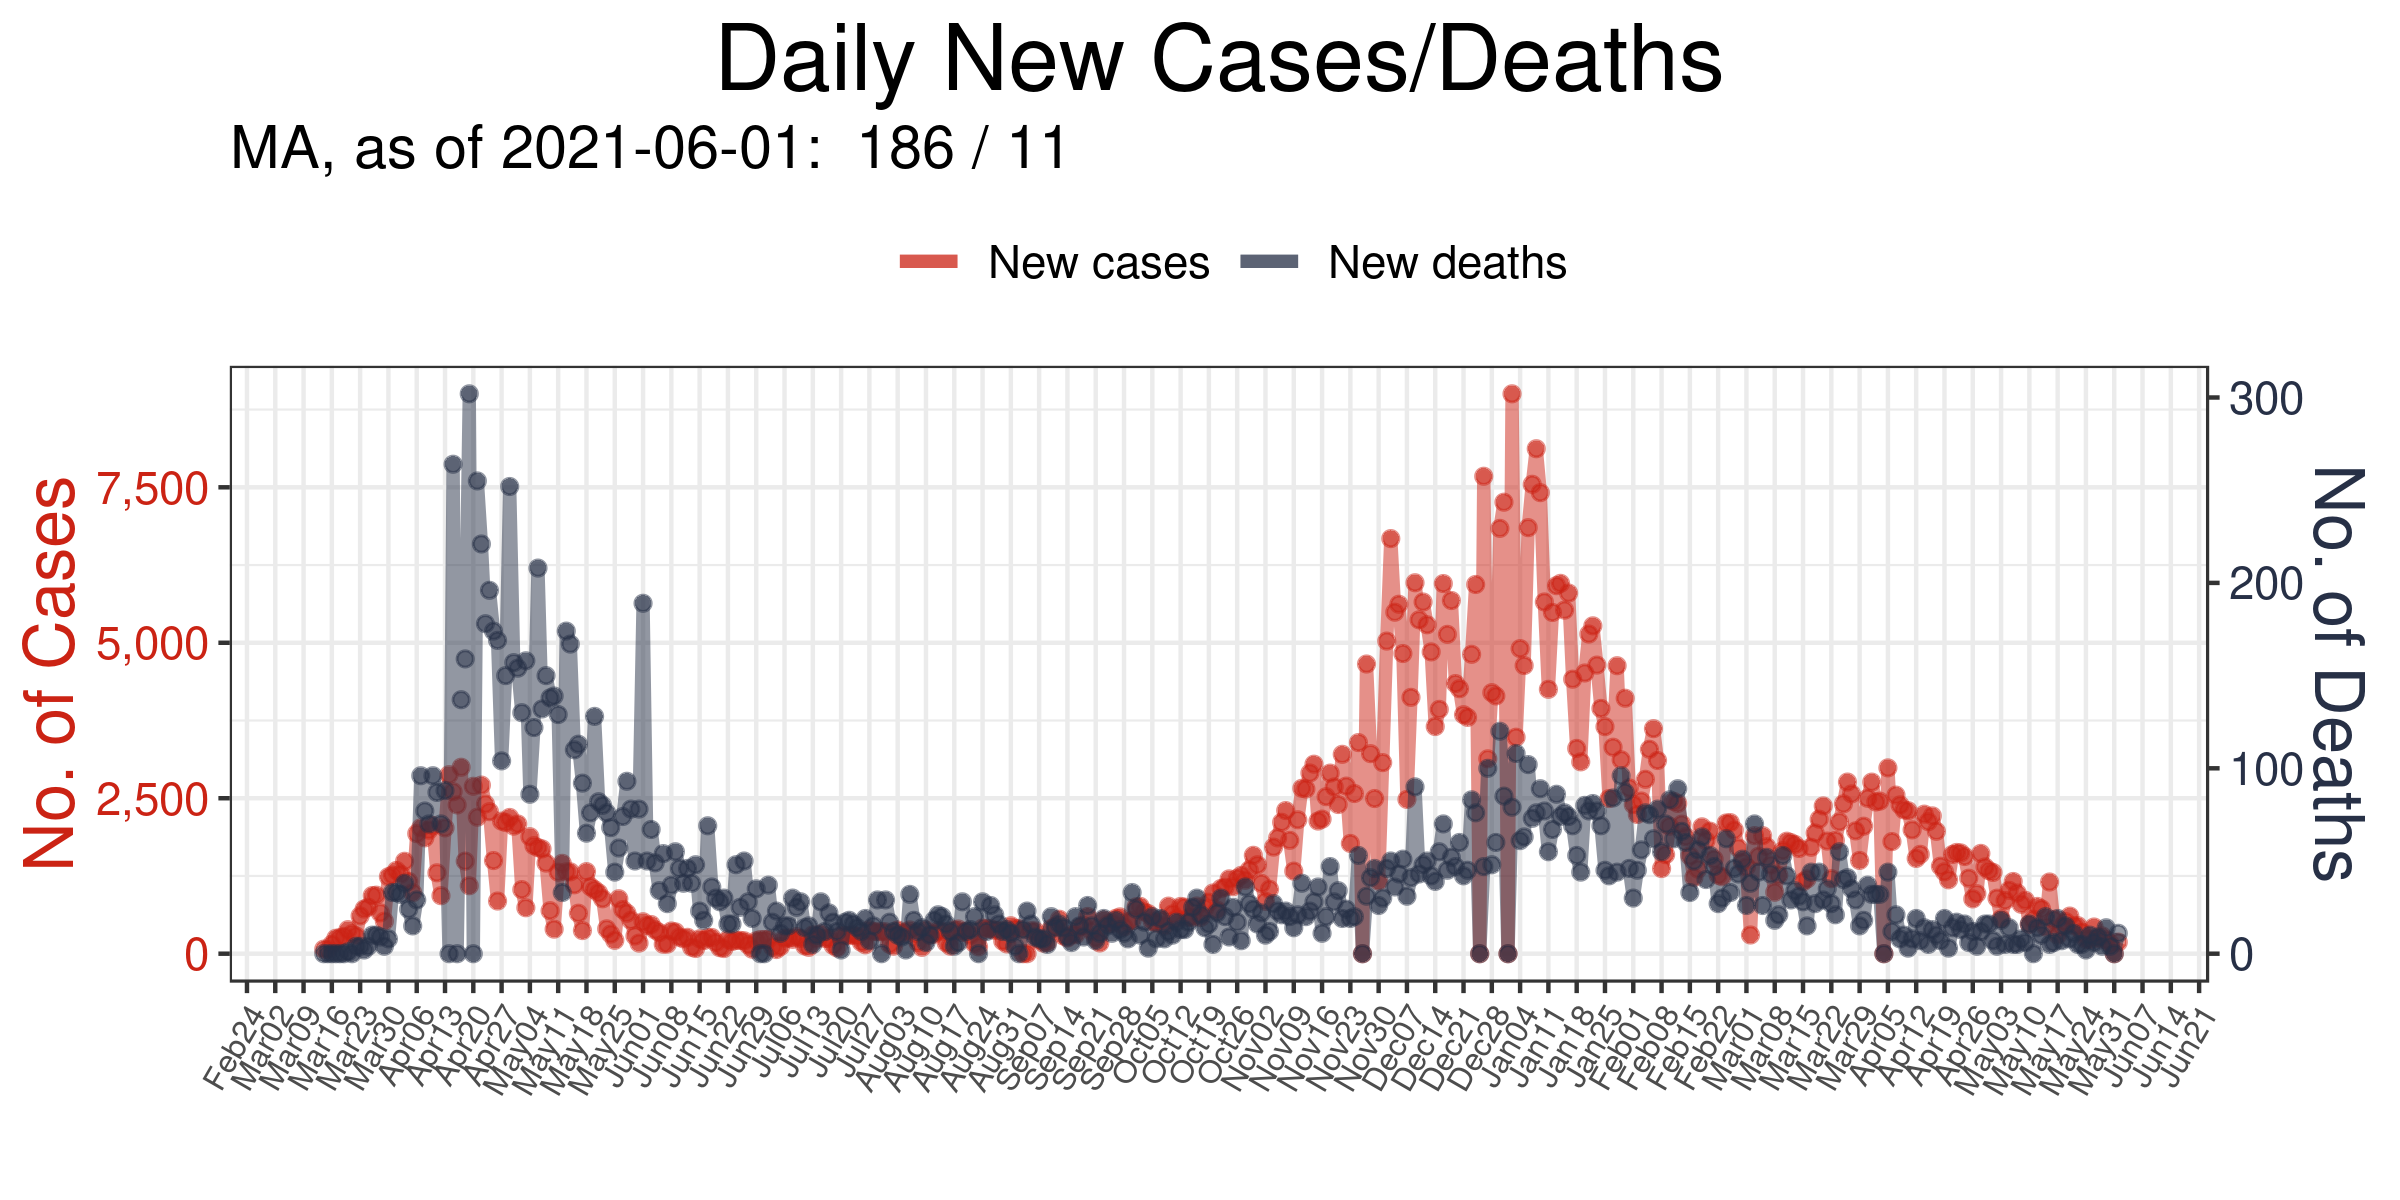 Daily New Cases/Deaths
MA, as of 2021-06-01:  186 / 11
New cases
New deaths
No. of Cases
7,500
5,000
2,500
0
300
200
100
0
No. of Deaths
Feb24
Mar02
Mar09
Mar16
Mar23
Mar30
Apr06
Apr13
Apr20
Apr27
May04
May11
May18
May25
Jun01
Jun08
Jun15
Jun22
Jun29
Jul06
Jul13
Jul20
Jul27
Aug03
Aug10
Aug17
Aug24
Aug31
Sep07
Sep14
Sep21
Sep28
Oct05
Oct12
Oct19
Oct26
Nov02
Nov09
Nov16
Nov23
Nov30
Dec07
Dec14
Dec21
Dec28
Jan04
Jan11
Jan18
Jan25
Feb01
Feb08
Feb15
Feb22
Mar01
Mar08
Mar15
Mar22
Mar29
Apr05
Apr12
Apr19
Apr26
May03
May10
May17
May24
May31
Jun07
Jun14
Jun21